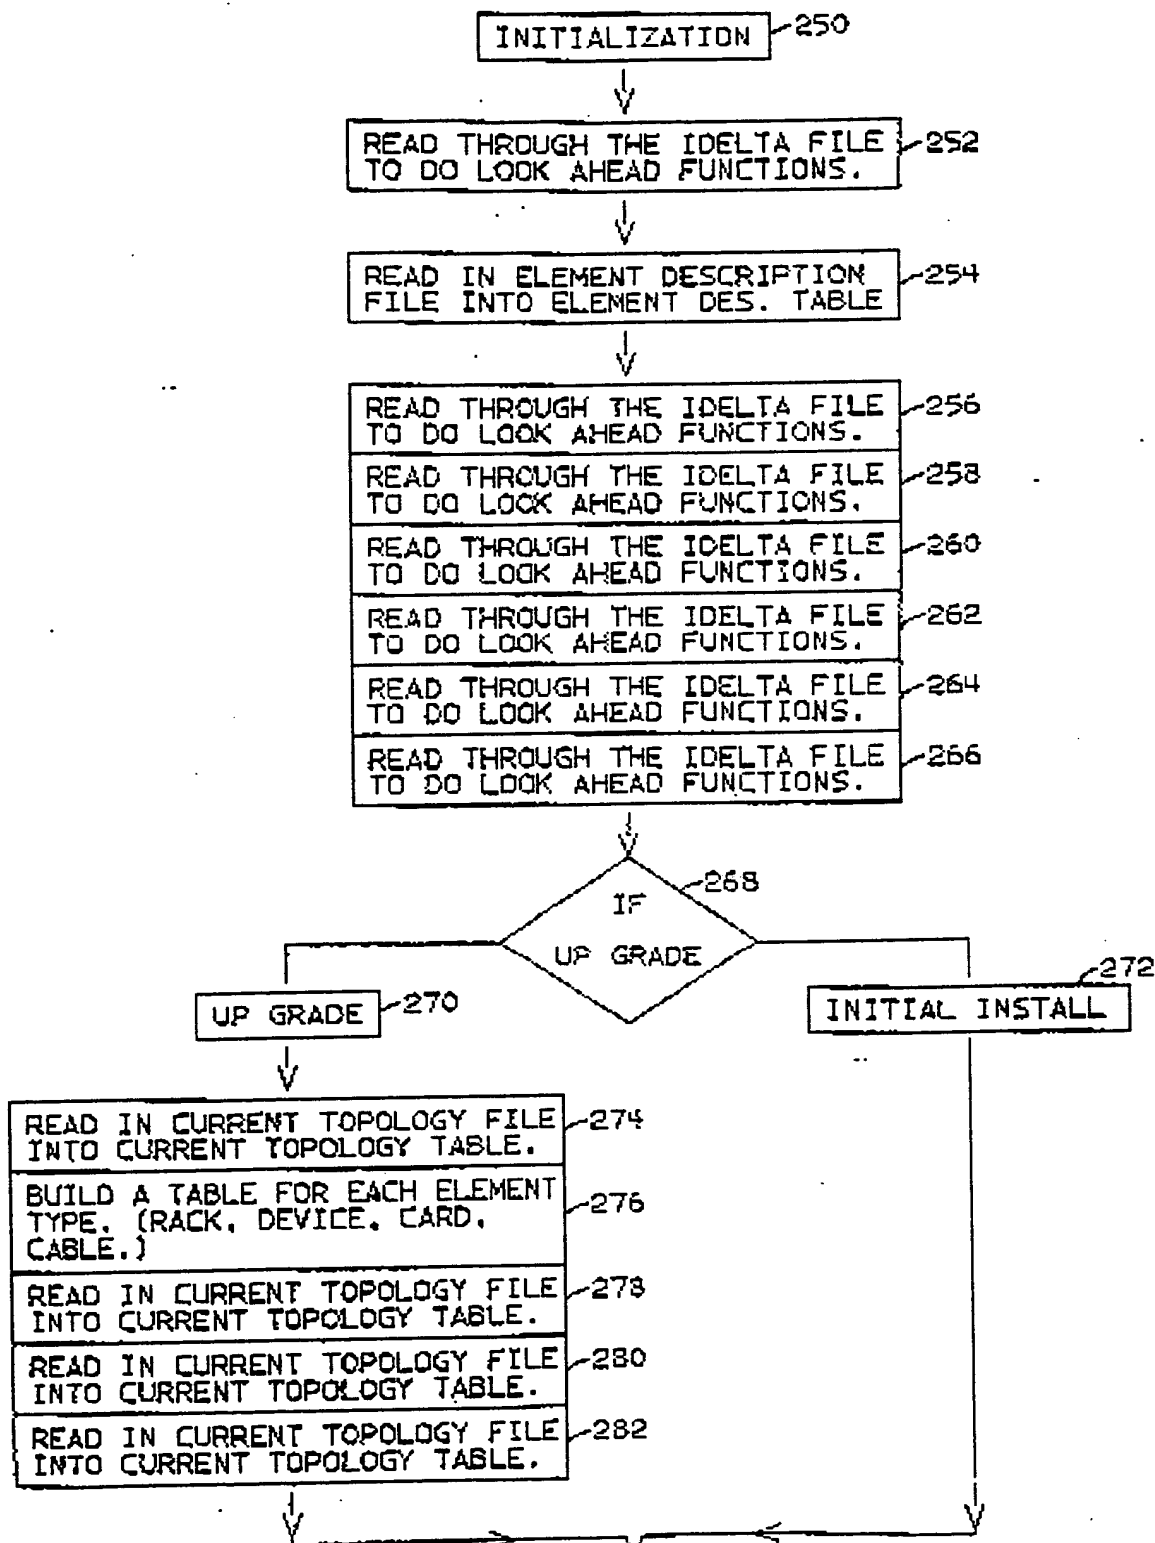 INITIALIZATION 250
READ THROUGH THE IDELTA FILE 252
TO DO LOOK AHEAD FUNCTIONS.
READ IN ELEMENT DESCRIPTION 254
FILE INTO ELEMENT DES. TABLE
READ THROUGH THE IDELTA FILE 256
TO DO LOOK AHEAD FUNCTIONS.
READ THROUGH THE IDELTA FILE 258
TO DO LOOK AHEAD FUNCTIONS.
READ THROUGH THE IDELTA FILE 260
TO DO LOOK AHEAD FUNCTIONS.
READ THROUGH THE IDELTA FILE 262
TO DO LOOK AHEAD FUNCTIONS.
READ THROUGH THE IDELTA FILE 264
TO DO LOOK AHEAD FUNCTIONS.
READ THROUGH THE IDELTA FILE 266
TO DO LOOK AHEAD FUNCTIONS.
268
IF
UP GRADE
UP GRADE 270
272
INITIAL INSTALL
READ IN CURRENT TOPOLOGY FILE 274
INTO CURRENT TOPOLOGY TABLE.
BUILD A TABLE FOR EACH ELEMENT 276
TYPE. (RACK. DEVICE. CARD.
CABLE.)
READ IN CURRENT TOPOLOGY FILE 278
INTO CURRENT TOPOLOGY TABLE.
READ IN CURRENT TOPOLOGY FILE 280
INTO CURRENT TOPOLOGY TABLE.
READ IN CURRENT TOPOLOGY FILE 282
INTO CURRENT TOPOLOGY TABLE.